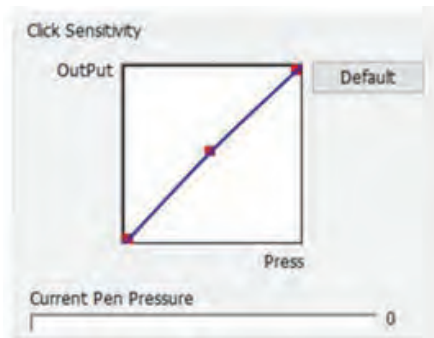 Click Sensitivity
OutPut
Default
Press
Current Pen Pressure
0